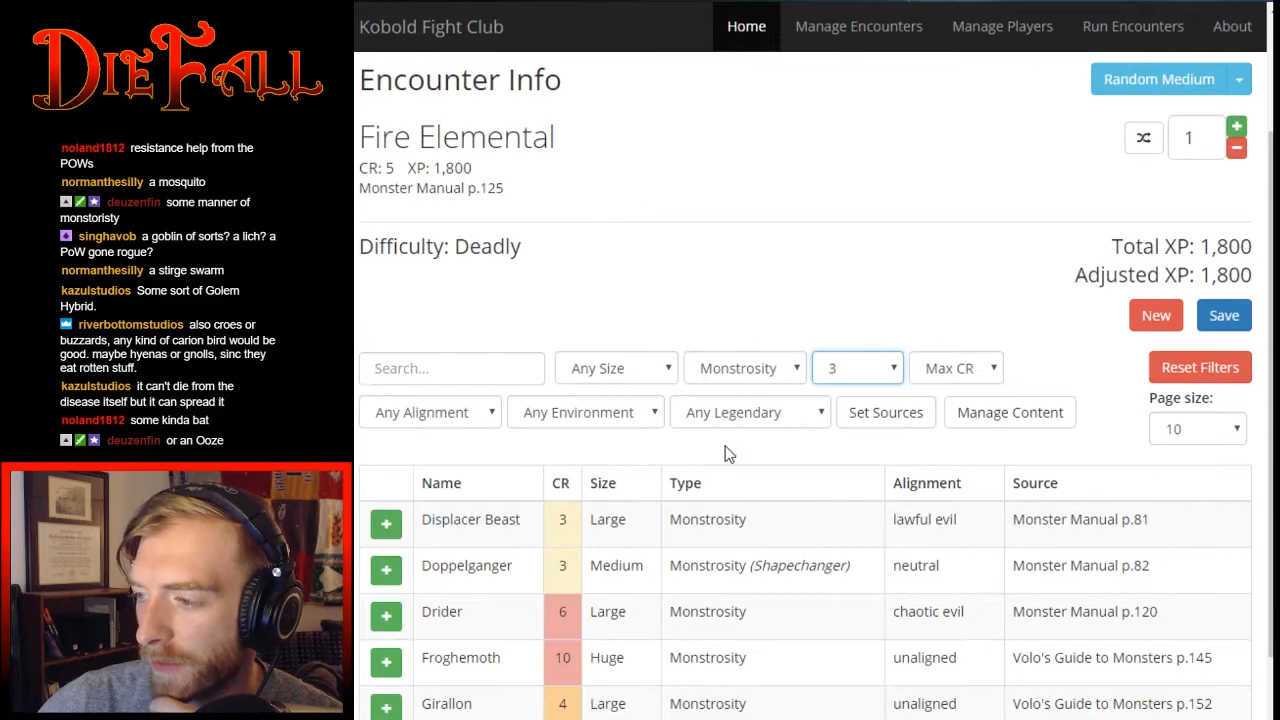 DIEFALL
noland1812 resistance help from the
POWs
normanthesilly a mosquito
deuzenfin some manner of
monstoristy
singhavob a goblin of sorts? a lich? a
PoW gone rogue?
normanthesilly a stirge swarm
kazulstudios Some sort of Golem
Hybrid.
riverbottomstudios also croes or
buzzards, any kind of carion bird would be
good. maybe hyenas or gnolls, sinc they
eat rotten stuff.
kazulstudios it can't die from the
disease itself but it can spread it
noland1812 some kinda bat
deuzenfin or an Ooze
Kobold Fight Club Home Manage Encounters Manage Players Run Encounters About
Encounter Info Random Medium
Fire Elemental 1
CR: 5 XP: 1,800
Monster Manual p.125
Difficulty: Deadly Total XP: 1,800
Adjusted XP: 1,800
New Save
Search... Any Size Monstrosity 3 Max CR Reset Filters
Any Alignment Any Environment Any Legendary Set Sources Manage Content
Page size:
10
Name CR Size Type Alignment Source
Displacer Beast 3 Large Monstrosity lawful evil Monster Manual p.81
Doppelganger 3 Medium Monstrosity (Shapechanger) neutral Monster Manual p.82
Drider 6 Large Monstrosity chaotic evil Monster Manual p.120
Froghemoth 10 Huge Monstrosity unaligned Volo's Guide to Monsters p.145
Girallon 4 Large Monstrosity unaligned Volo's Guide to Monsters p.152